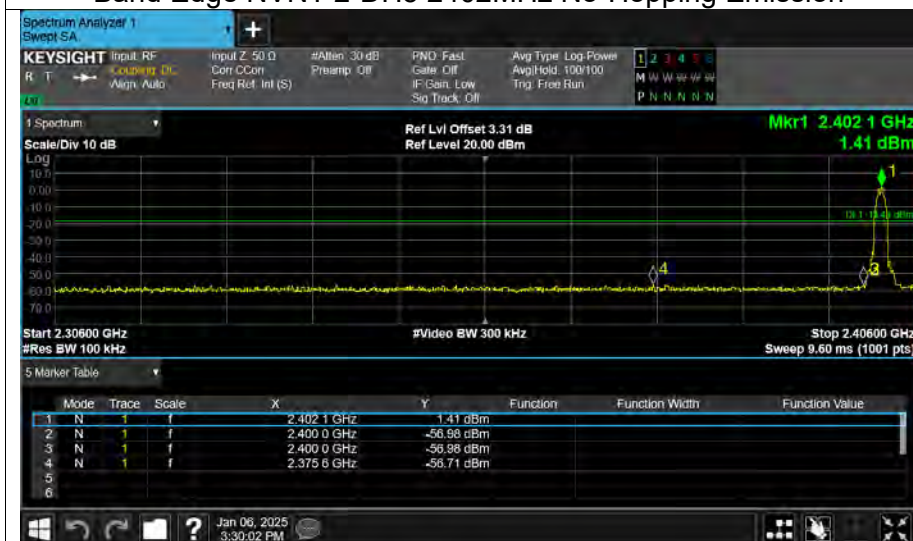 Band Edge NVNT 2-DH5 2402MHz No-Hopping Emission
Spectrum Analyzer 1
Swept SA
+
KEYSIGHT Input: RF Input Z: 50 Ω #Atten: 30 dB PNO: Fast Avg Type: Log-Power 1 2 3 4 5 6
R T Coupling: DC Corr CCorr Preamp: Off Gate: Off Avg|Hold: 100/100 M W W W W W
Align: Auto Freq Ref: Int (S) IF Gain: Low Trig: Free Run
Sig Track: Off P N N N N N
1 Spectrum Ref Lvl Offset 3.31 dB Mkr1 2.402 1 GHz
Scale/Div 10 dB Ref Level 20.00 dBm 1.41 dBm
Log
10.0
0.00
-10.0
-20.0
-30.0
-40.0
-50.0
-60.0
-70.0
1
4
3
Start 2.30600 GHz #Video BW 300 kHz Stop 2.40600 GHz
#Res BW 100 kHz Sweep 9.60 ms (1001 pts)
5 Marker Table
Mode Trace Scale X Y Function Function Width Function Value
1 N 1 f 2.402 1 GHz 1.41 dBm
2 N 1 f 2.400 0 GHz -56.98 dBm
3 N 1 f 2.400 0 GHz -56.98 dBm
4 N 1 f 2.375 6 GHz -56.71 dBm
5
6
? Jan 06, 2025
3:30:02 PM